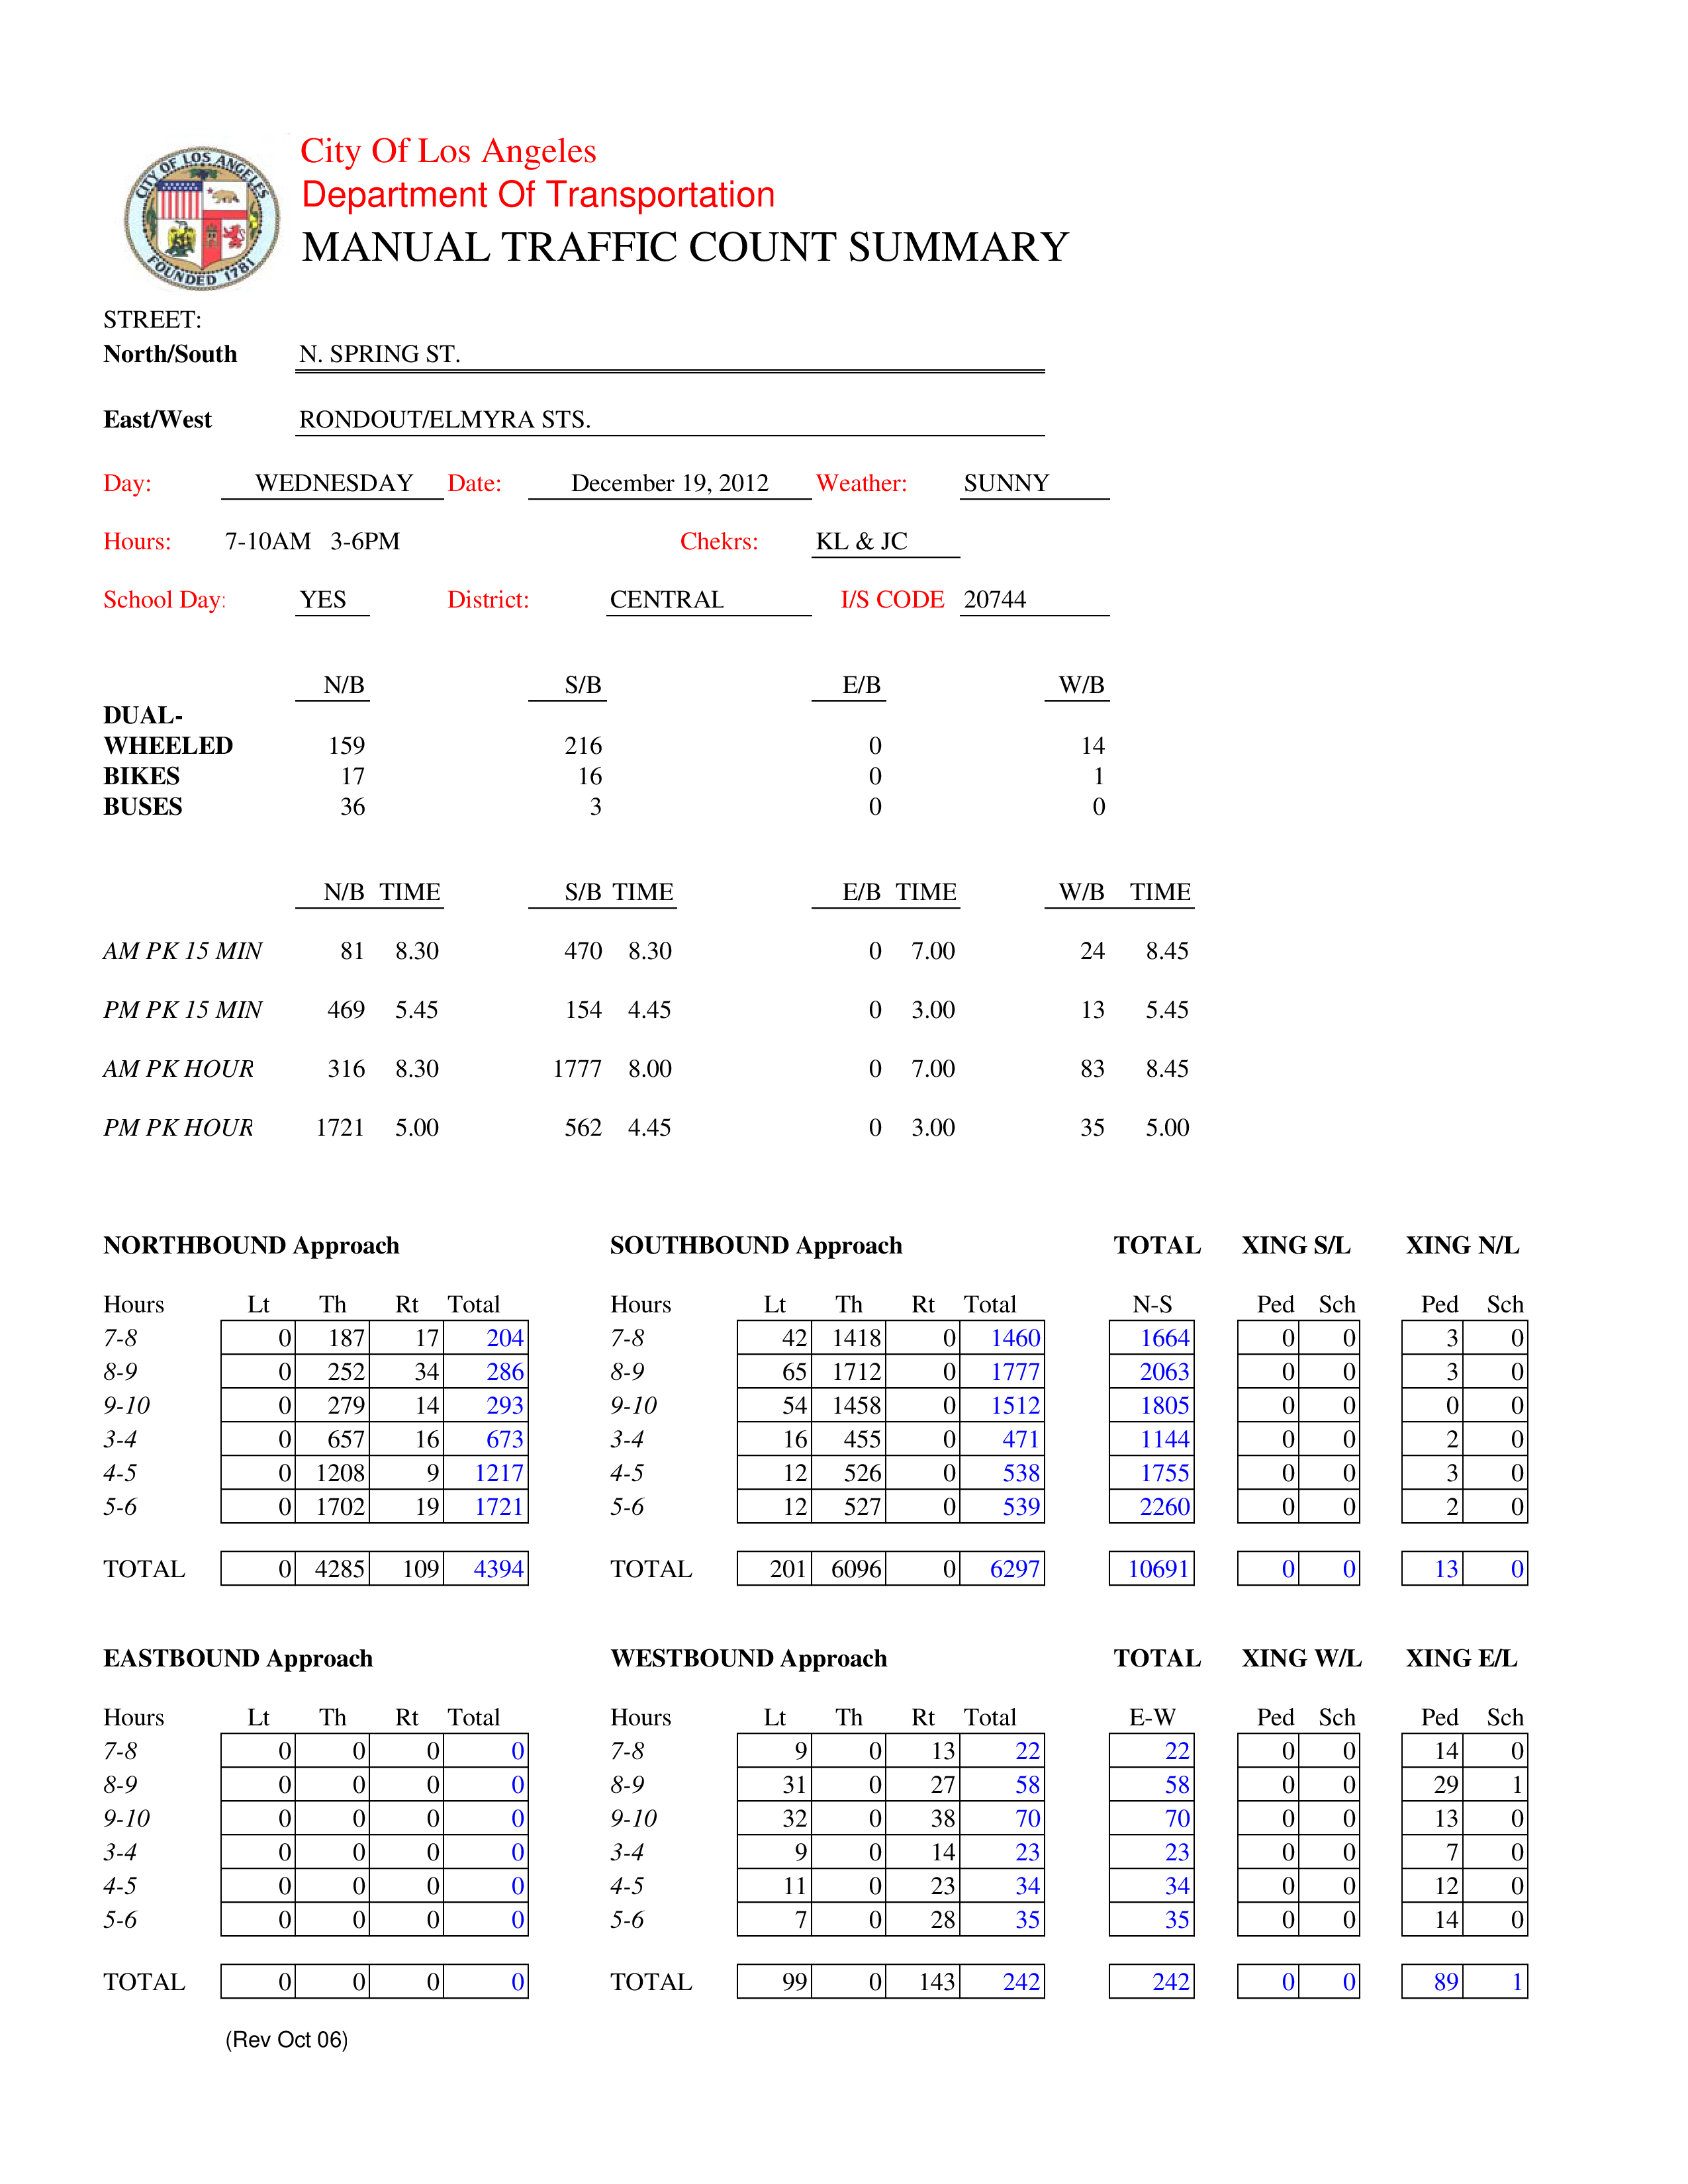 CITY OF LOS ANGELES
FOUNDED 1781
City Of Los Angeles
Department Of Transportation
MANUAL TRAFFIC COUNT SUMMARY
STREET:
North/South N. SPRING ST.
East/West RONDOUT/ELMYRA STS.
Day: WEDNESDAY Date: December 19, 2012 Weather: SUNNY
Hours: 7-10AM 3-6PM Chekrs: KL & JC
School Day: YES District: CENTRAL I/S CODE 20744
N/B S/B E/B W/B
DUAL-
WHEELED 159 216 0 14
BIKES 17 16 0 1
BUSES 36 3 0 0
N/B TIME S/B TIME E/B TIME W/B TIME
AM PK 15 MIN 81 8.30 470 8.30 0 7.00 24 8.45
PM PK 15 MIN 469 5.45 154 4.45 0 3.00 13 5.45
AM PK HOUR 316 8.30 1777 8.00 0 7.00 83 8.45
PM PK HOUR 1721 5.00 562 4.45 0 3.00 35 5.00
NORTHBOUND Approach SOUTHBOUND Approach TOTAL XING S/L XING N/L
Hours Lt Th Rt Total Hours Lt Th Rt Total N-S Ped Sch Ped Sch
7-8 0 187 17 204 7-8 42 1418 0 1460 1664 0 0 3 0
8-9 0 252 34 286 8-9 65 1712 0 1777 2063 0 0 3 0
9-10 0 279 14 293 9-10 54 1458 0 1512 1805 0 0 0 0
3-4 0 657 16 673 3-4 16 455 0 471 1144 0 0 2 0
4-5 0 1208 9 1217 4-5 12 526 0 538 1755 0 0 3 0
5-6 0 1702 19 1721 5-6 12 527 0 539 2260 0 0 2 0
TOTAL 0 4285 109 4394 TOTAL 201 6096 0 6297 10691 0 0 13 0
EASTBOUND Approach WESTBOUND Approach TOTAL XING W/L XING E/L
Hours Lt Th Rt Total Hours Lt Th Rt Total E-W Ped Sch Ped Sch
7-8 0 0 0 0 7-8 9 0 13 22 22 0 0 14 0
8-9 0 0 0 0 8-9 31 0 27 58 58 0 0 29 1
9-10 0 0 0 0 9-10 32 0 38 70 70 0 0 13 0
3-4 0 0 0 0 3-4 9 0 14 23 23 0 0 7 0
4-5 0 0 0 0 4-5 11 0 23 34 34 0 0 12 0
5-6 0 0 0 0 5-6 7 0 28 35 35 0 0 14 0
TOTAL 0 0 0 0 TOTAL 99 0 143 242 242 0 0 89 1
(Rev Oct 06)